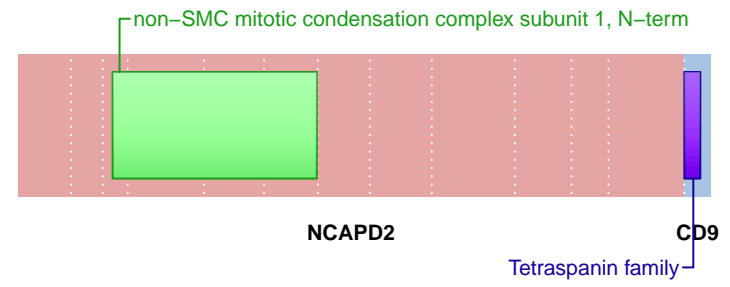 non−SMC mitotic condensation complex subunit 1, N−term
NCAPD2 CD9
Tetraspanin family